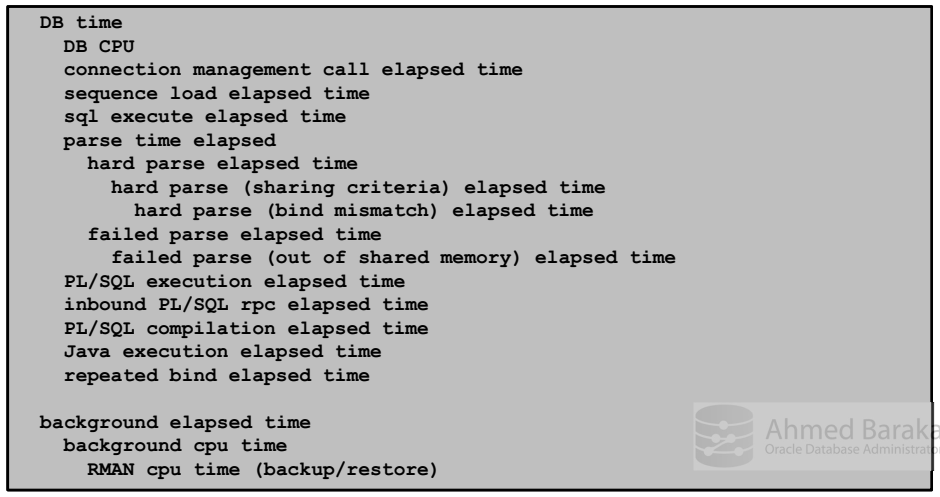 DB time
DB CPU
connection management call elapsed time
sequence load elapsed time
sql execute elapsed time
parse time elapsed
hard parse elapsed time
hard parse (sharing criteria) elapsed time
hard parse (bind mismatch) elapsed time
failed parse elapsed time
failed parse (out of shared memory) elapsed time
PL/SQL execution elapsed time
inbound PL/SQL rpc elapsed time
PL/SQL compilation elapsed time
Java execution elapsed time
repeated bind elapsed time
background elapsed time
background cpu time
RMAN cpu time (backup/restore)
Ahmed Baraka
Oracle Database Administrator